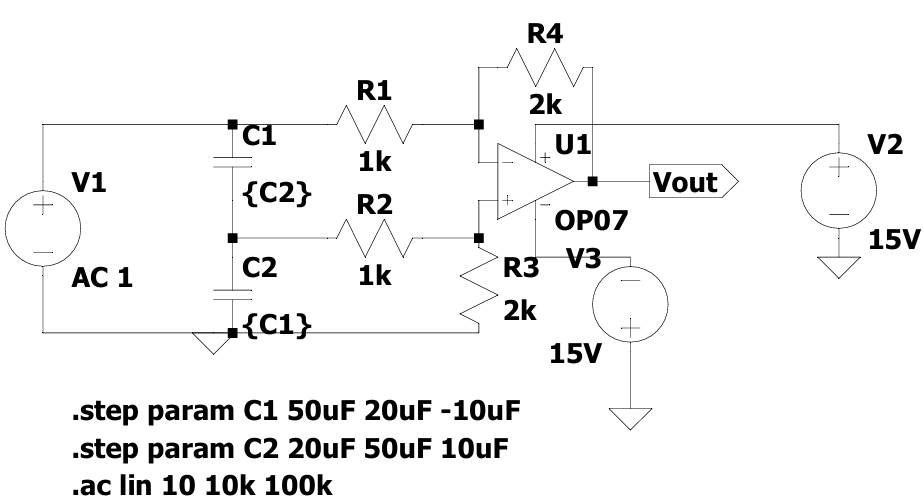 R4
2k
R1
1k
C1
{C2}
U1
V2
V1
Vout
R2
1k
OP07
15V
C2
{C1}
AC 1
R3
2k
V3
15V
.step param C1 50uF 20uF -10uF
.step param C2 20uF 50uF 10uF
.ac lin 10 10k 100k